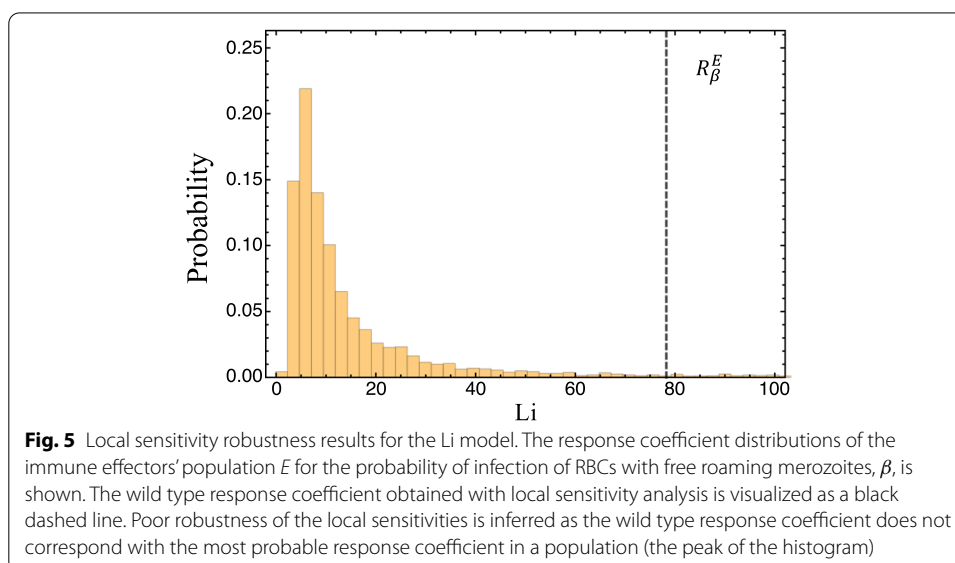 0.25
0.20
0.15
0.10
0.05
0.00
Probability
R_β^E
0 20 40 60 80 100
Li
Fig. 5 Local sensitivity robustness results for the Li model. The response coefficient distributions of the
immune effectors' population E for the probability of infection of RBCs with free roaming merozoites, β, is
shown. The wild type response coefficient obtained with local sensitivity analysis is visualized as a black
dashed line. Poor robustness of the local sensitivities is inferred as the wild type response coefficient does not
correspond with the most probable response coefficient in a population (the peak of the histogram)